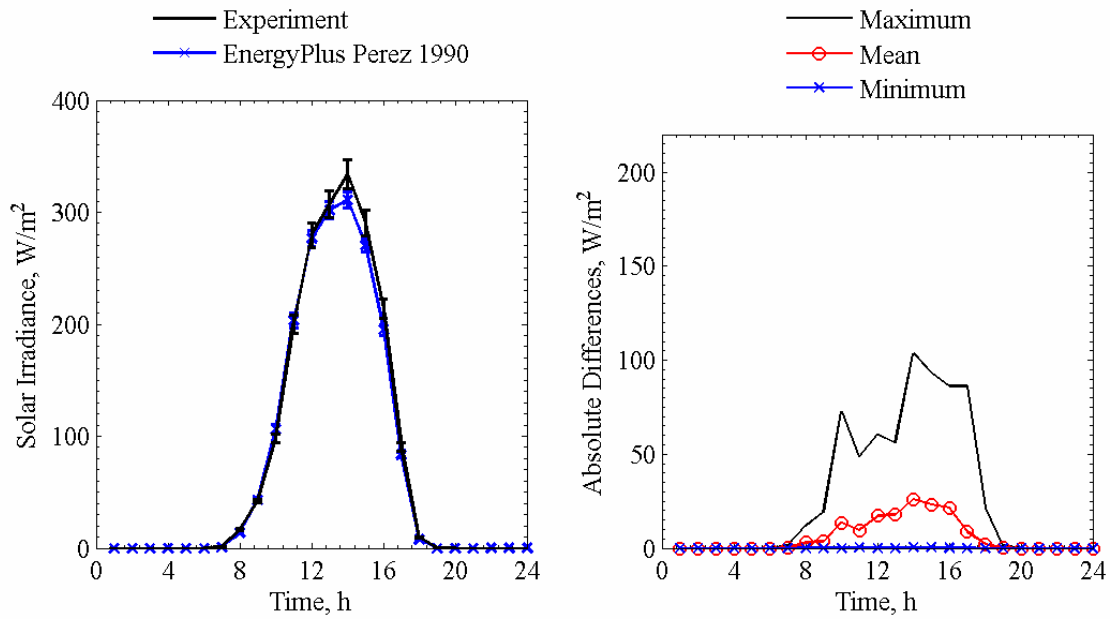 Experiment
EnergyPlus Perez 1990
400
300
200
100
0
Solar Irradiance, W/m²
0 4 8 12 16 20 24
Time, h
Maximum
Mean
Minimum
200
150
100
50
0
Absolute Differences, W/m²
0 4 8 12 16 20 24
Time, h